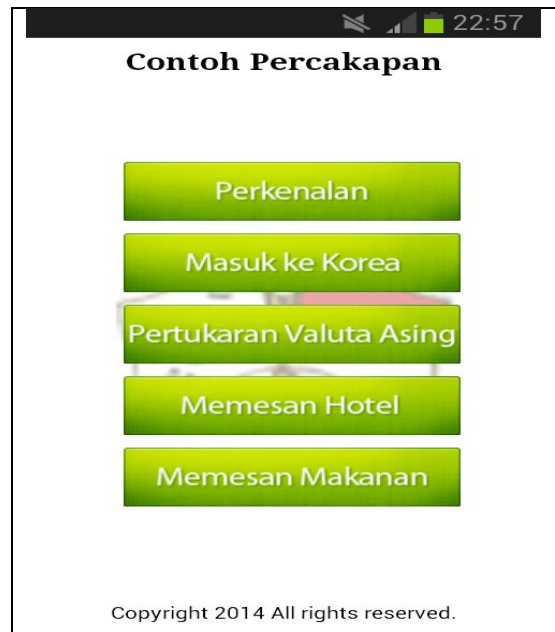 22:57
Contoh Percakapan
Perkenalan
Masuk ke Korea
Pertukaran Valuta Asing
Memesan Hotel
Memesan Makanan
Copyright 2014 All rights reserved.